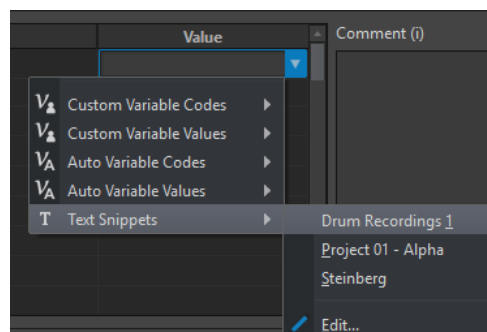 Value
Comment (i)
Custom Variable Codes
Custom Variable Values
Auto Variable Codes
Auto Variable Values
T Text Snippets
Drum Recordings 1
Project 01 - Alpha
Steinberg
Edit...